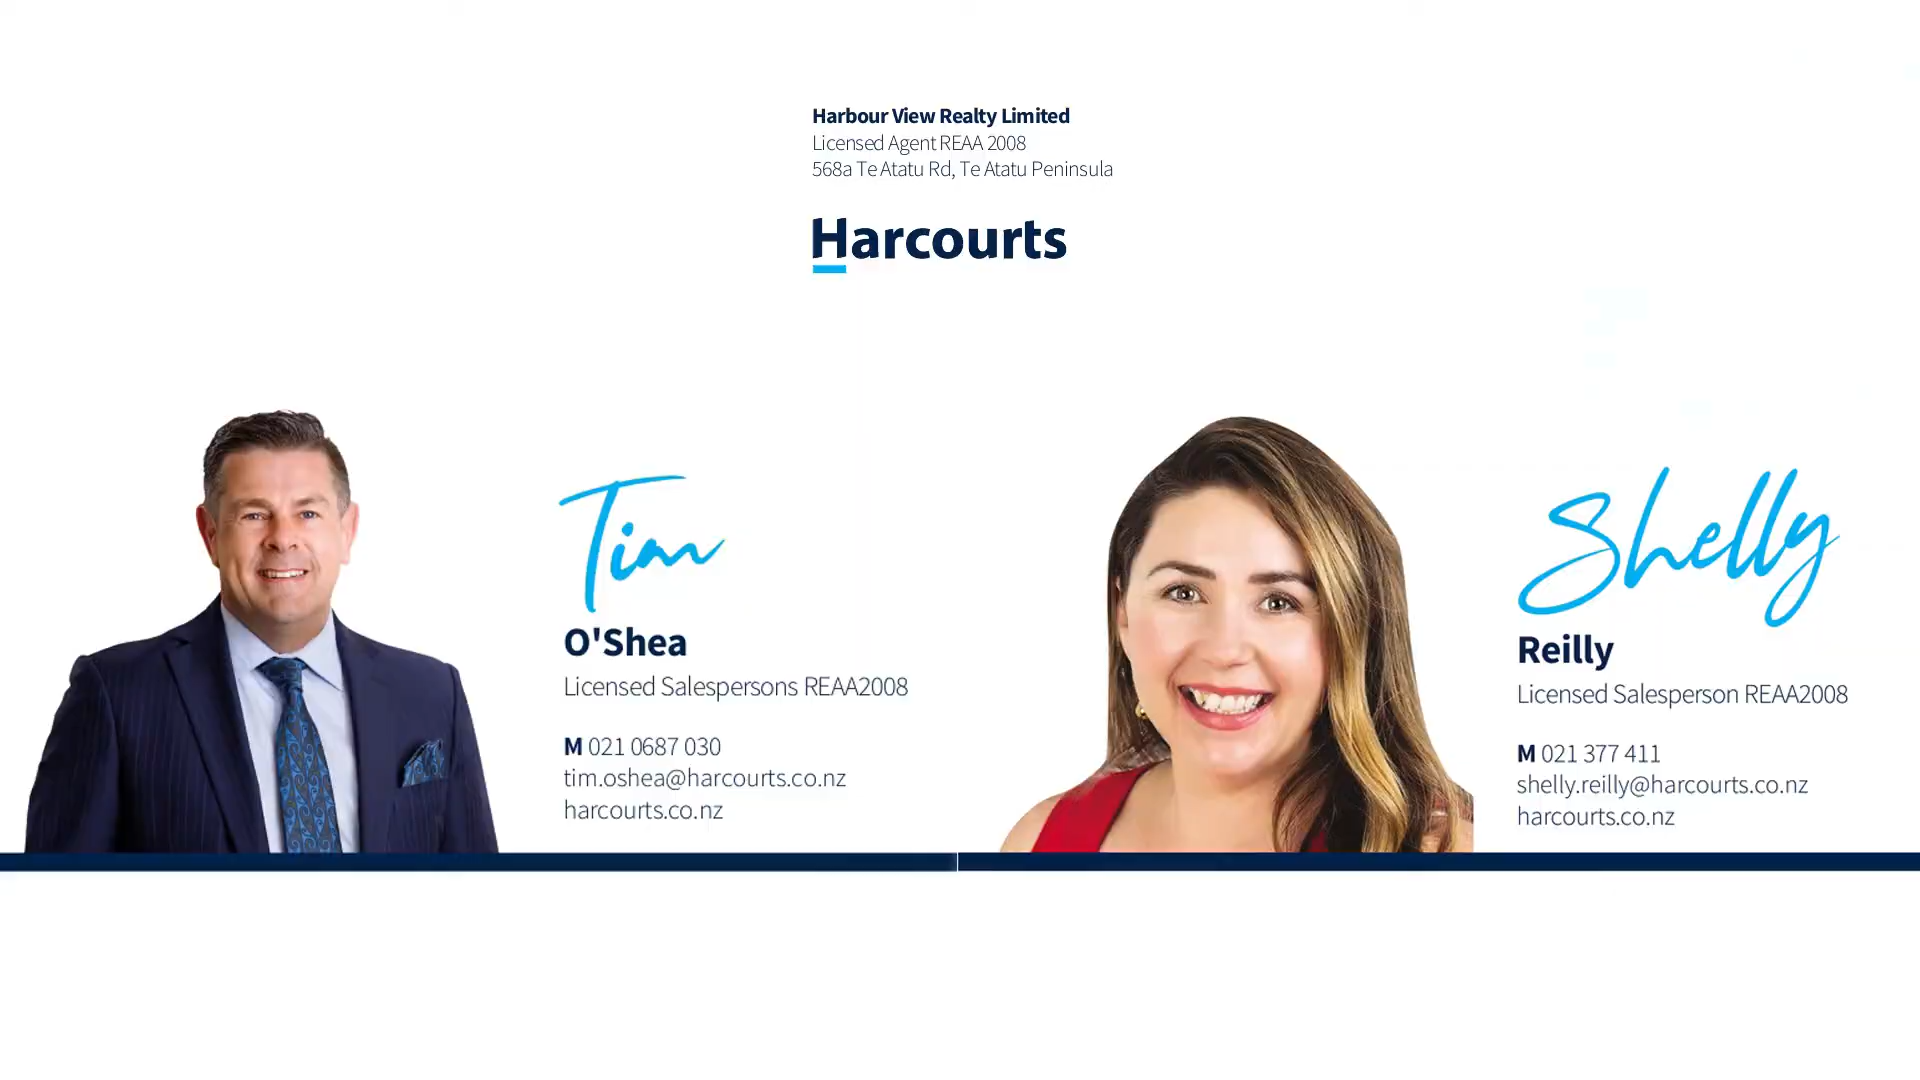 Harbour View Realty Limited
Licensed Agent REAA 2008
568a Te Atatu Rd, Te Atatu Peninsula
Harcourts
Tim
O'Shea
Licensed Salespersons REAA2008
M 021 0687 030
tim.oshea@harcourts.co.nz
harcourts.co.nz
Shelly
Reilly
Licensed Salesperson REAA2008
M 021 377 411
shelly.reilly@harcourts.co.nz
harcourts.co.nz